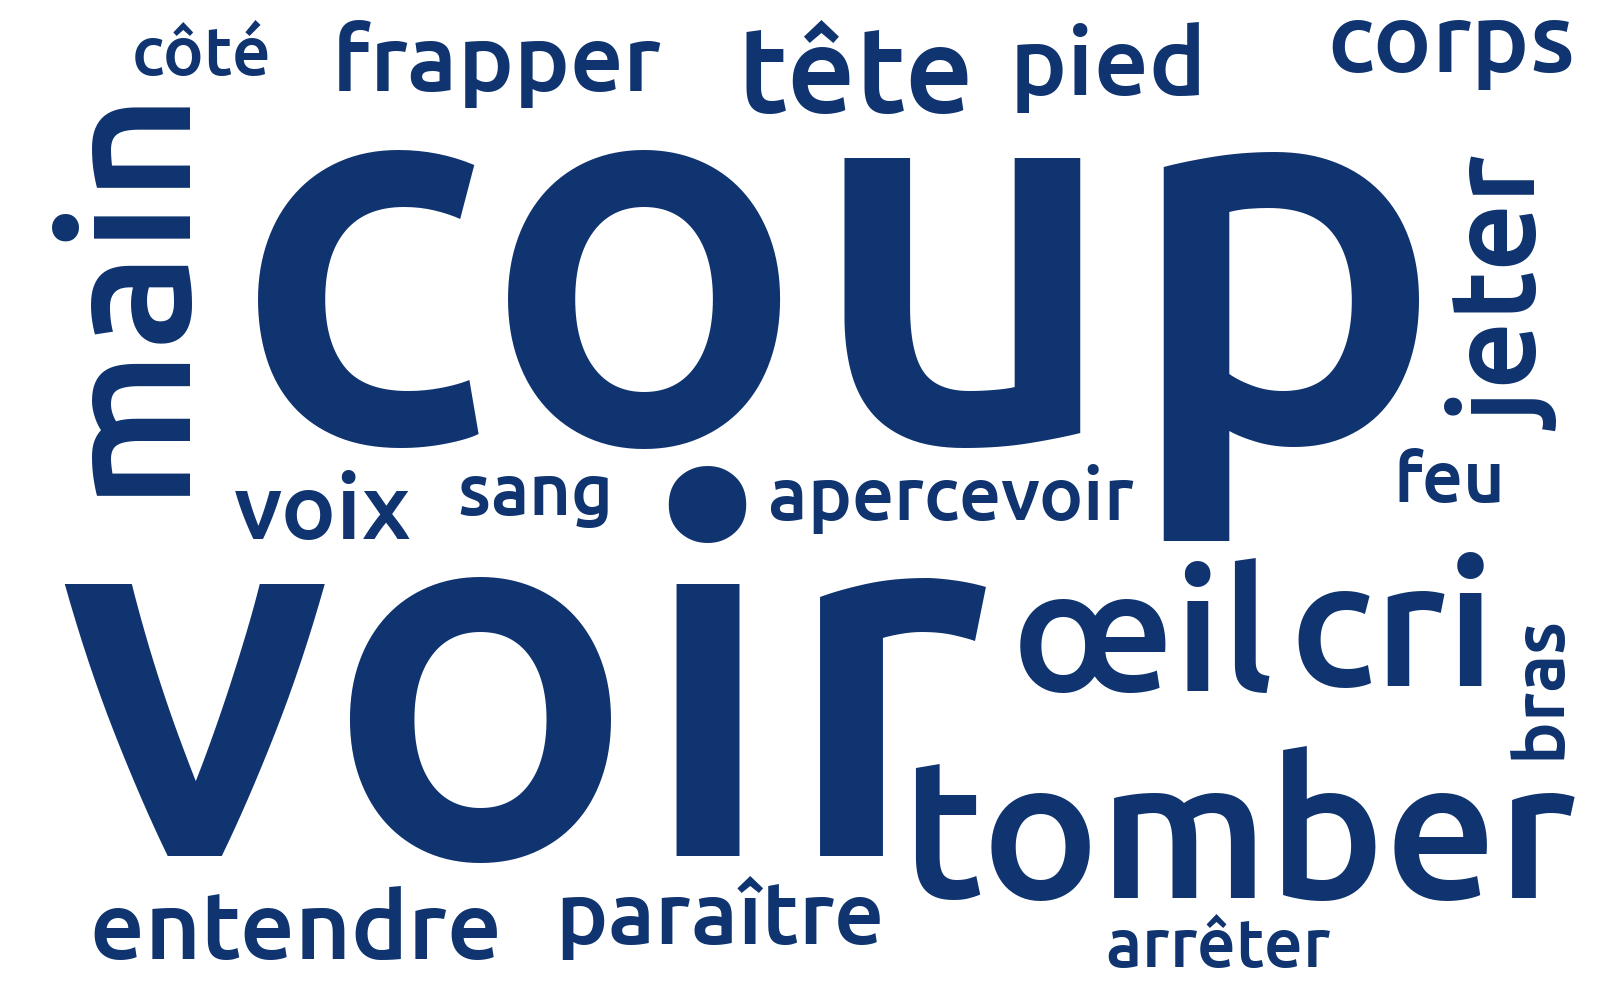 côté
frapper
tête
pied
corps
main
coup
jeter
voix
sang
apercevoir
feu
voir
œil
cri
bras
tomber
entendre
paraître
arrêter